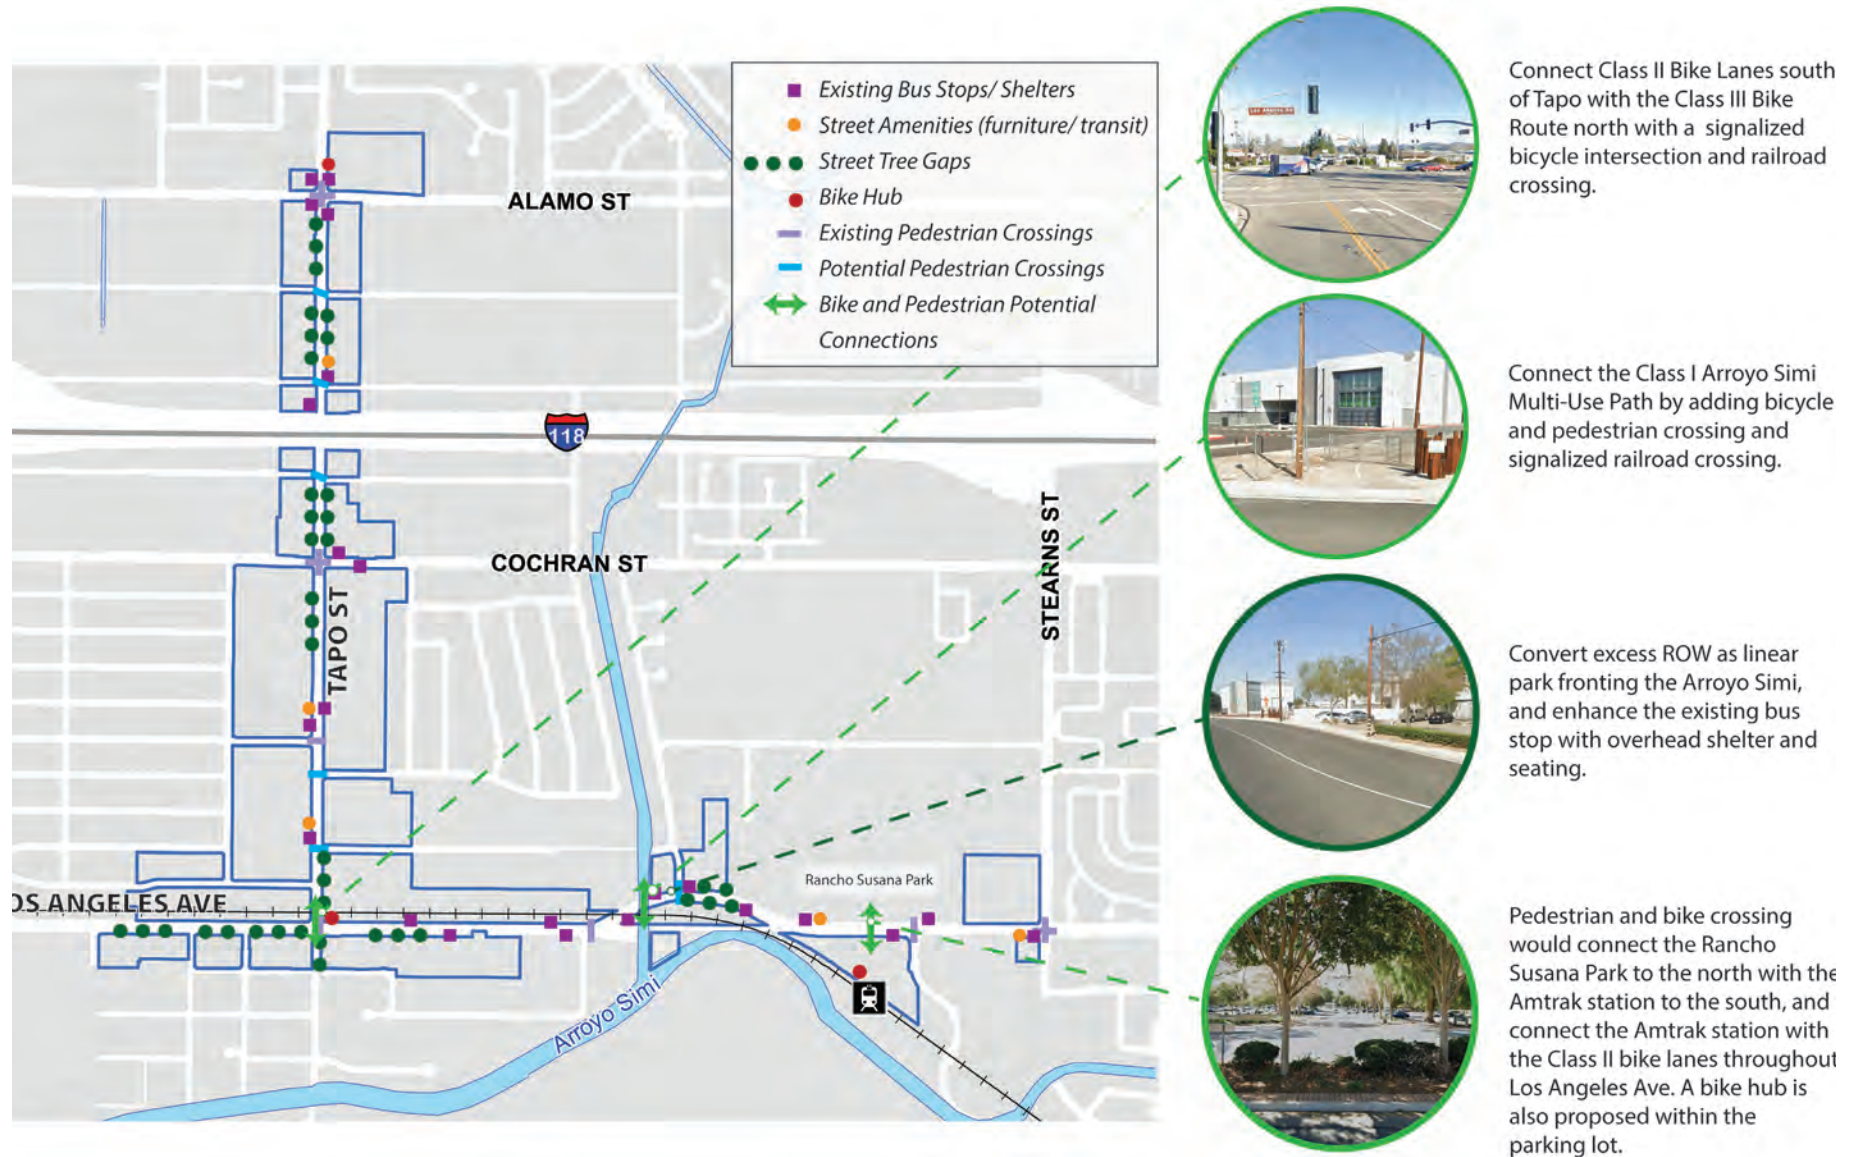 Existing Bus Stops/ Shelters
Street Amenities (furniture/ transit)
Street Tree Gaps
Bike Hub
Existing Pedestrian Crossings
Potential Pedestrian Crossings
Bike and Pedestrian Potential
Connections
ALAMO ST
118
COCHRAN ST
STEARNS ST
TAPO ST
OS ANGELES AVE
Rancho Susana Park
Arroyo Simi
Connect Class II Bike Lanes south
of Tapo with the Class III Bike
Route north with a signalized
bicycle intersection and railroad
crossing.
Connect the Class I Arroyo Simi
Multi-Use Path by adding bicycle
and pedestrian crossing and
signalized railroad crossing.
Convert excess ROW as linear
park fronting the Arroyo Simi,
and enhance the existing bus
stop with overhead shelter and
seating.
Pedestrian and bike crossing
would connect the Rancho
Susana Park to the north with the
Amtrak station to the south, and
connect the Amtrak station with
the Class II bike lanes throughout
Los Angeles Ave. A bike hub is
also proposed within the
parking lot.